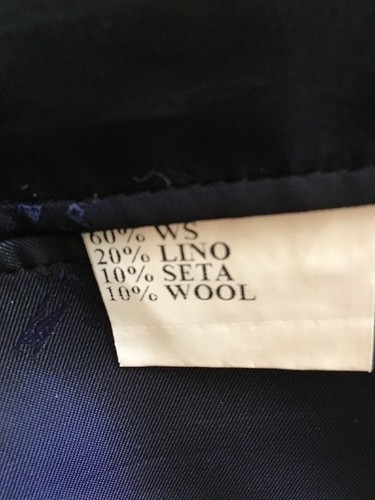 60% WS
20% LINO
10% SETA
10% WOOL